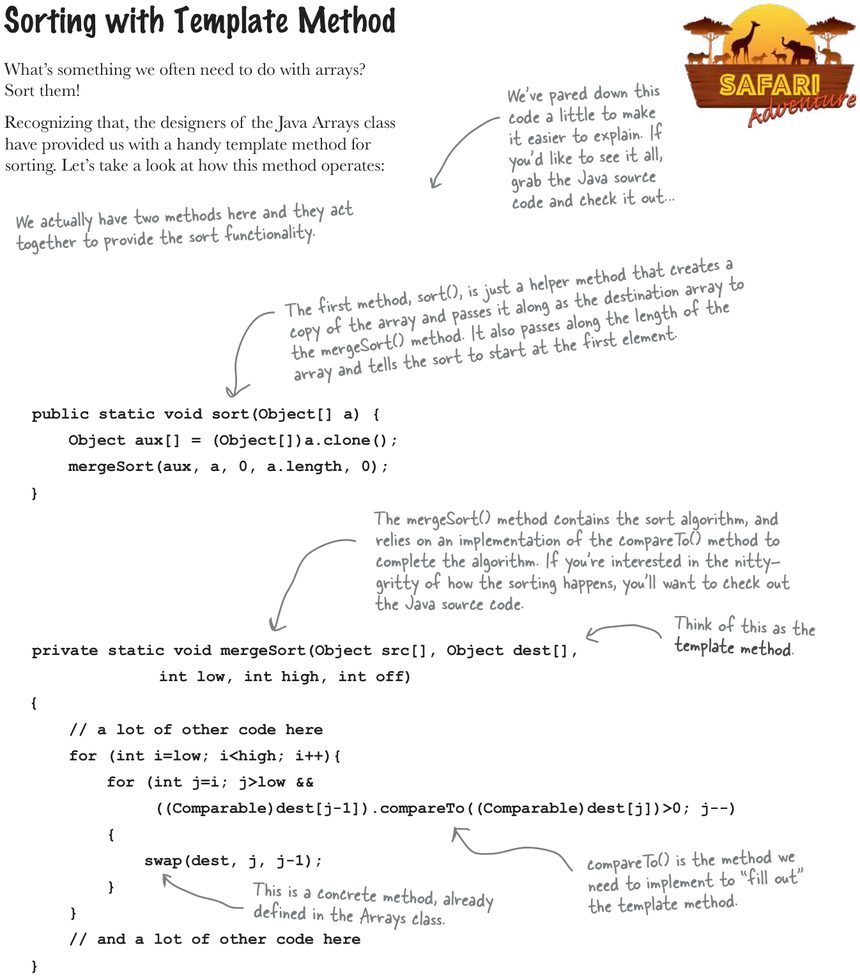 Sorting with Template Method
SAFARI
Adventure
What's something we often need to do with arrays?
Sort them!
Recognizing that, the designers of the Java Arrays class
have provided us with a handy template method for
sorting. Let's take a look at how this method operates:
We've pared down this
code a little to make
it easier to explain. If
you'd like to see it all,
grab the Java source
code and check it out...
We actually have two methods here and they act
together to provide the sort functionality.
The first method, sort(), is just a helper method that creates a
copy of the array and passes it along as the destination array to
the mergeSort() method. It also passes along the length of the
array and tells the sort to start at the first element.
public static void sort(Object[] a) {
Object aux[] = (Object[])a.clone();
mergeSort(aux, a, 0, a.length, 0);
}
The mergeSort() method contains the sort algorithm, and
relies on an implementation of the compareTo() method to
complete the algorithm. If you're interested in the nitty-
gritty of how the sorting happens, you'll want to check out
the Java source code.
Think of this as the
template method.
private static void mergeSort(Object src[], Object dest[],
int low, int high, int off)
{
// a lot of other code here
for (int i=low; i<high; i++){
for (int j=i; j>low &&
((Comparable)dest[j-1]).compareTo((Comparable)dest[j])>0; j--)
{
swap(dest, j, j-1);
}
}
// and a lot of other code here
}
This is a concrete method, already
defined in the Arrays class.
compareTo() is the method we
need to implement to "fill out"
the template method.